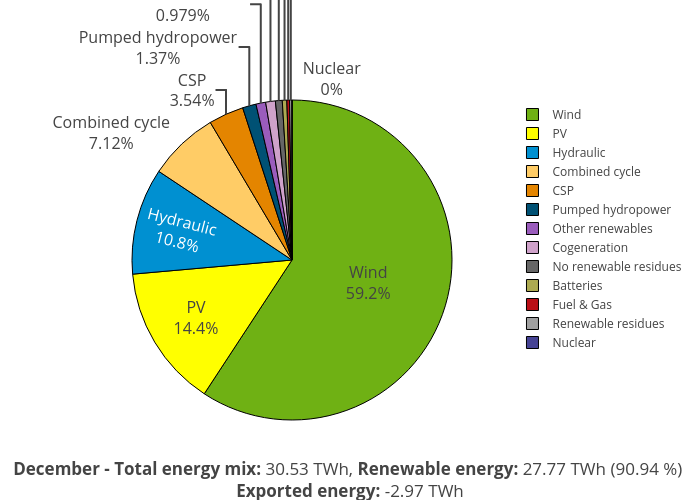 0.979%
Pumped hydropower
1.37%
CSP
3.54%
Combined cycle
7.12%
Nuclear
0%
Hydraulic
10.8%
PV
14.4%
Wind
59.2%
Wind
PV
Hydraulic
Combined cycle
CSP
Pumped hydropower
Other renewables
Cogeneration
No renewable residues
Batteries
Fuel & Gas
Renewable residues
Nuclear
December - Total energy mix: 30.53 TWh, Renewable energy: 27.77 TWh (90.94 %)
Exported energy: -2.97 TWh